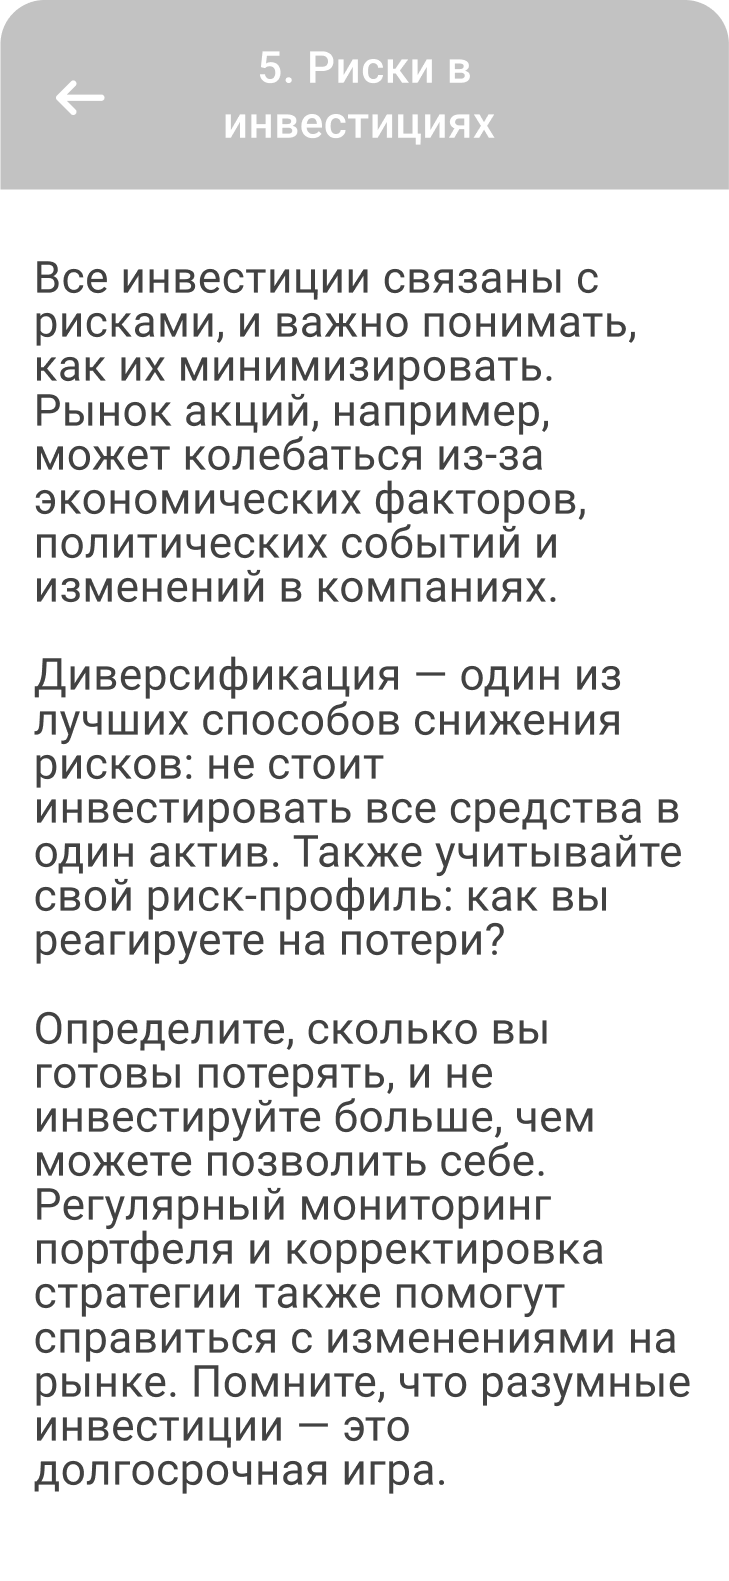 5. Риски в
инвестициях
Все инвестиции связаны с
рисками, и важно понимать,
как их минимизировать.
Рынок акций, например,
может колебаться из-за
экономических факторов,
политических событий и
изменений в компаниях.
Диверсификация — один из
лучших способов снижения
рисков: не стоит
инвестировать все средства в
один актив. Также учитывайте
свой риск-профиль: как вы
реагируете на потери?
Определите, сколько вы
готовы потерять, и не
инвестируйте больше, чем
можете позволить себе.
Регулярный мониторинг
портфеля и корректировка
стратегии также помогут
справиться с изменениями на
рынке. Помните, что разумные
инвестиции — это
долгосрочная игра.